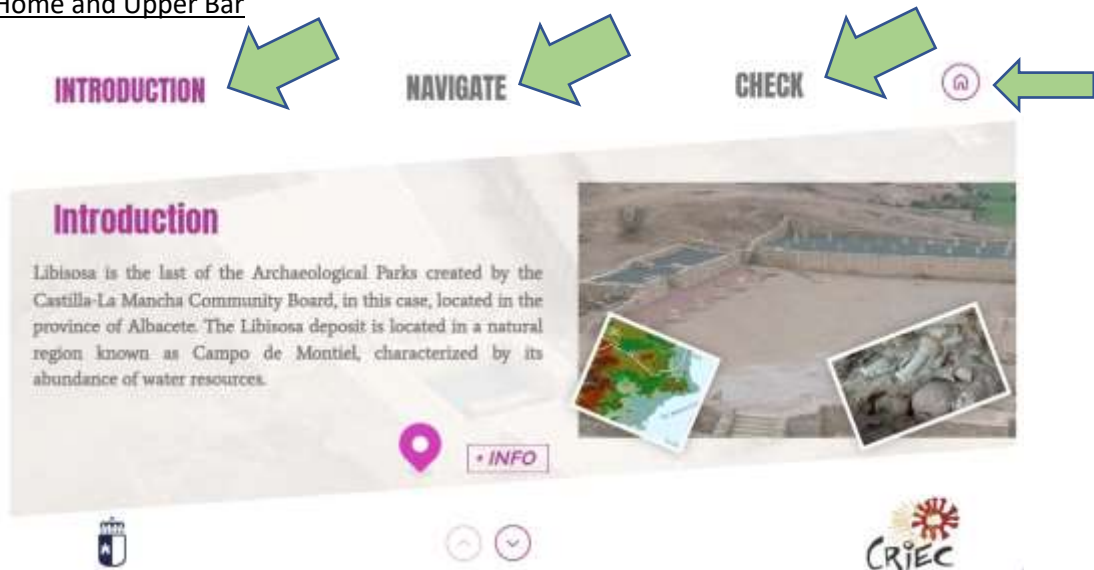 Home and Upper Bar
INTRODUCTION NAVIGATE CHECK
Introduction
Libisosa is the last of the Archaeological Parks created by the
Castilla-La Mancha Community Board, in this case, located in the
province of Albacete. The Libisosa deposit is located in a natural
region known as Campo de Montiel, characterized by its
abundance of water resources.
+ INFO
CRIEC